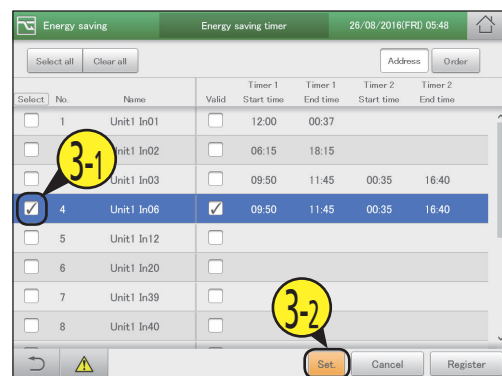 Energy saving Energy saving timer 26/08/2016(FRI) 05:48
Select all Clear all Address Order
Timer 1 Timer 1 Timer 2 Timer 2
Select No. Name Valid Start time End time Start time End time
1 Unit1 In01 12:00 00:37
2 Unit1 In02 06:15 18:15
3-1
Unit1 In03 09:50 11:45 00:35 16:40
4 Unit1 In06 09:50 11:45 00:35 16:40
5 Unit1 In12
6 Unit1 In20
7 Unit1 In39
3-2
8 Unit1 In40
Set. Cancel Register